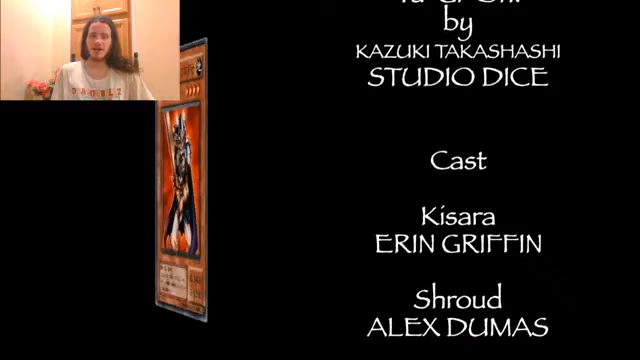 by
KAZUKI TAKASHASHI
STUDIO DICE
Cast
Kisara
ERIN GRIFFIN
Shroud
ALEX DUMAS